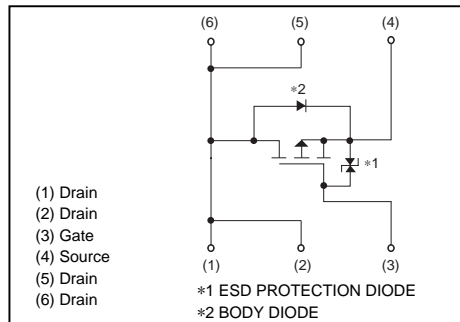 (6) (5) (4)
∗2
∗1
(1) Drain
(2) Drain
(3) Gate
(4) Source
(5) Drain
(6) Drain
(1) (2) (3)
∗1 ESD PROTECTION DIODE
∗2 BODY DIODE